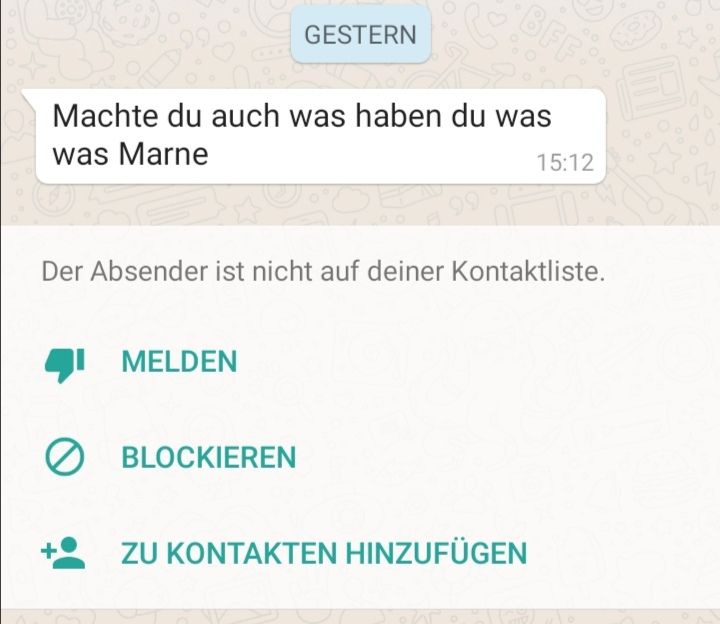 GESTERN
Machte du auch was haben du was
was Marne
15:12
Der Absender ist nicht auf deiner Kontaktliste.
MELDEN
BLOCKIEREN
ZU KONTAKTEN HINZUFÜGEN